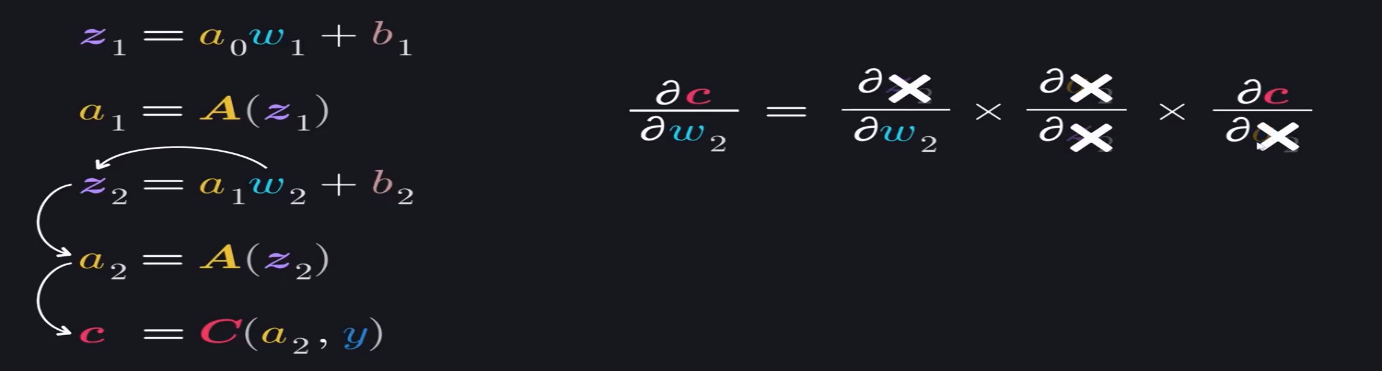 z₁ = a₀w₁ + b₁
a₁ = A(z₁)
z₂ = a₁w₂ + b₂
a₂ = A(z₂)
c = C(a₂, y)
∂c/∂w₂ = ∂/∂w₂ × ∂/∂ × ∂c/∂